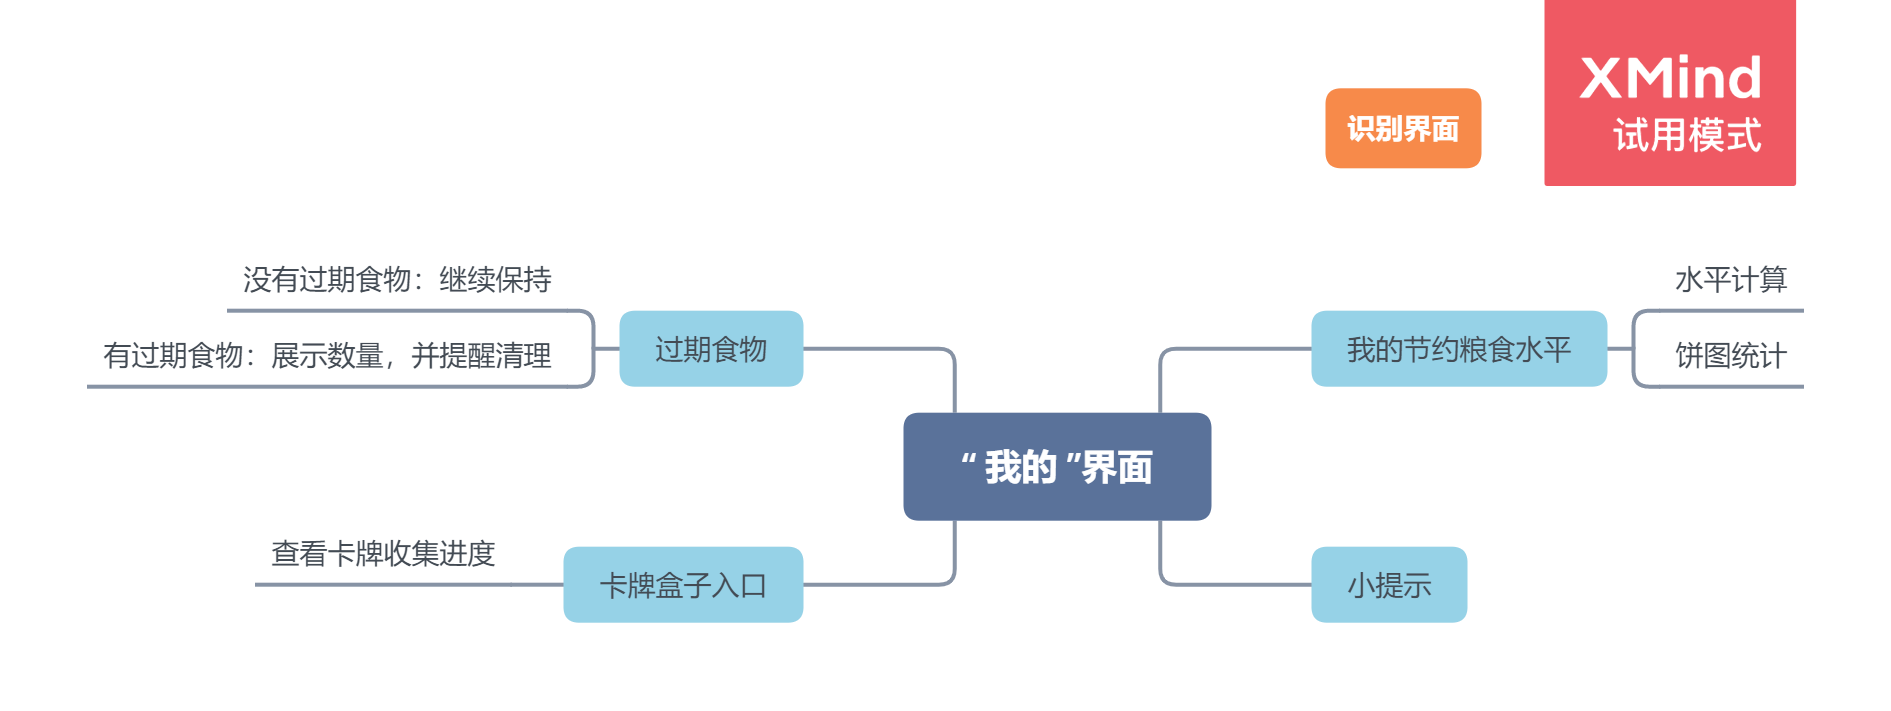 XMind
试用模式
识别界面
没有过期食物：继续保持
有过期食物：展示数量，并提醒清理
过期食物
我的节约粮食水平
水平计算
饼图统计
“ 我的 ”界面
查看卡牌收集进度
卡牌盒子入口
小提示